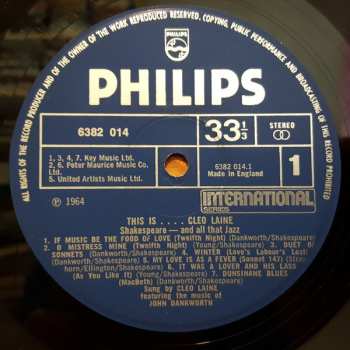 ALL RIGHTS OF THE RECORD PRODUCER AND OF THE OWNER OF THE WORK REPRODUCED RESERVED. COPYING, PUBLIC PERFORMANCE AND BROADCASTING OF THIS RECORD PROHIBITED
PHILIPS
PHILIPS
6382 014
33 1/3
STEREO
1, 3, 4, 7. Key Music Ltd.
2, 6. Peter Maurice Music Co. Ltd.
5. United Artists Music Ltd.
6382 014.1
Made in England
1
℗ 1964
INTERNATIONAL
SERIES
THIS IS .... CLEO LAINE
Shakespeare — and all that Jazz
1. IF MUSIC BE THE FOOD OF LOVE (Twelfth Night) (Dankworth/Shakespeare)
2. O MISTRESS MINE (Twelfth Night) (Young/Shakespeare) 3. DUET OF
SONNETS (Dankworth/Shakespeare) 4. WINTER (Love's Labour's Lost)
(Dankworth/Shakespeare) 5. MY LOVE IS AS A FEVER (Sonnet 147) (Stray-
horn/Ellington/Shakespeare) 6. IT WAS A LOVER AND HIS LASS
(As You Like It) (Young/Shakespeare) 7. DUNSINANE BLUES
(MacBeth) (Dankworth/Shakespeare)
Sung by CLEO LAINE
featuring the music of
JOHN DANKWORTH